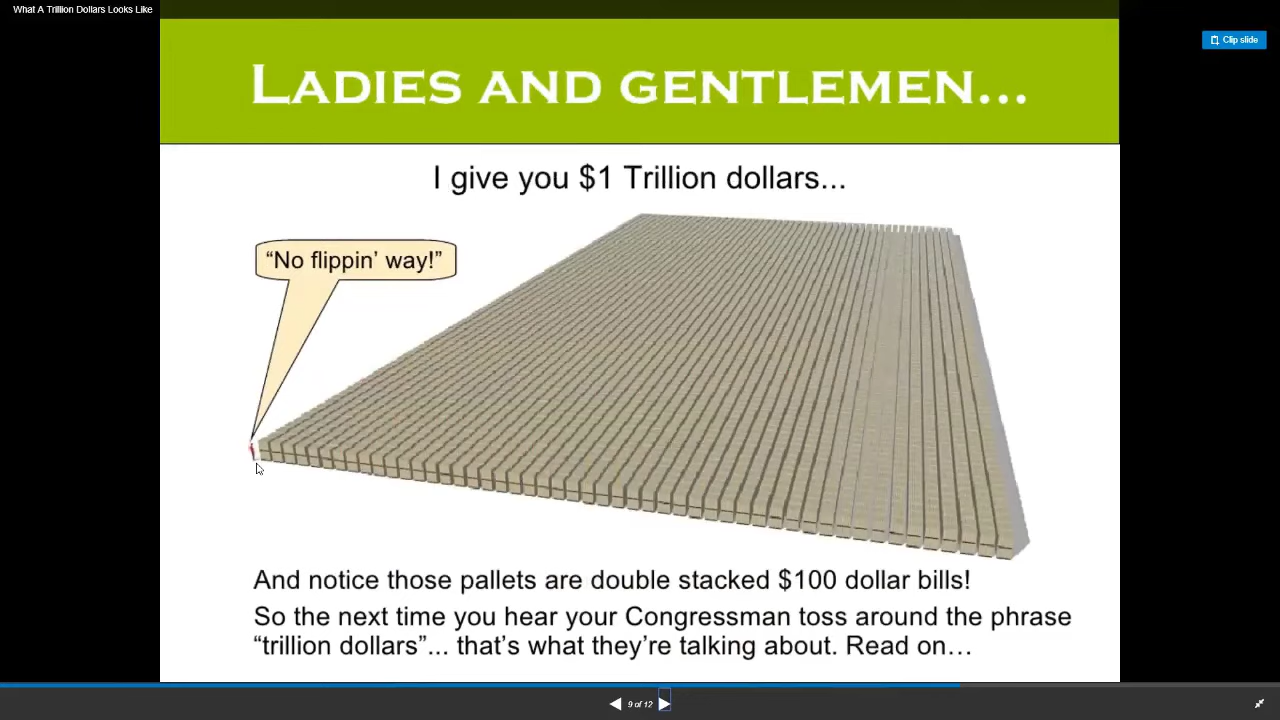 What A Trillion Dollars Looks Like
Clip slide
LADIES AND GENTLEMEN...
I give you $1 Trillion dollars...
“No flippin’ way!”
And notice those pallets are double stacked $100 dollar bills!
So the next time you hear your Congressman toss around the phrase
“trillion dollars”... that’s what they’re talking about. Read on…
9 of 12